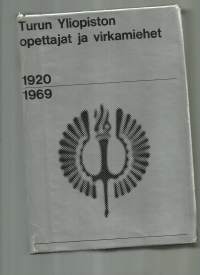 Turun Yliopiston
opettajat ja virkamiehet
1920
1969